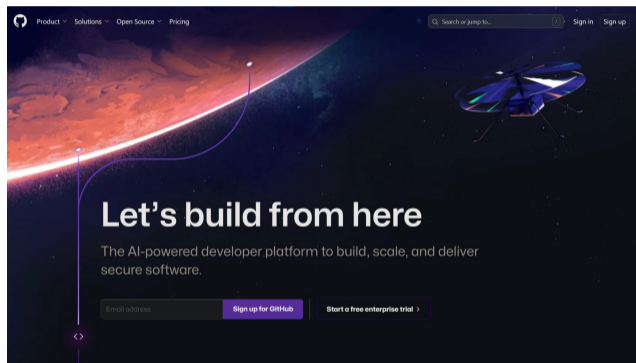 Product
Solutions
Open Source
Pricing
Search or jump to...
/
Sign in
Sign up
Let's build from here
The AI-powered developer platform to build, scale, and deliver
secure software.
Email address
Sign up for GitHub
Start a free enterprise trial >
<>